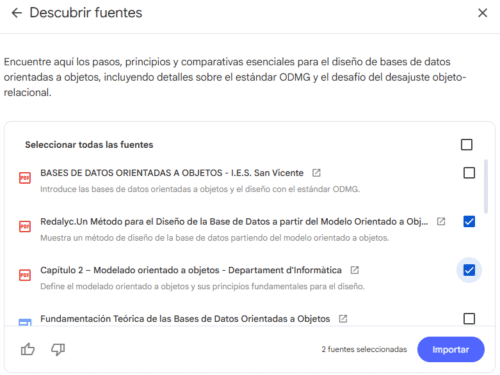 Descubrir fuentes
Encuentre aquí los pasos, principios y comparativas esenciales para el diseño de bases de datos
orientadas a objetos, incluyendo detalles sobre el estándar ODMG y el desafío del desajuste objeto-
relacional.
Seleccionar todas las fuentes
PDF
BASES DE DATOS ORIENTADAS A OBJETOS - I.E.S. San Vicente
Introduce las bases de datos orientadas a objetos y el diseño con el estándar ODMG.
PDF
Redalyc.Un Método para el Diseño de la Base de Datos a partir del Modelo Orientado a Obj...
Muestra un método de diseño de la base de datos partiendo del modelo orientado a objetos.
PDF
Capitulo 2 – Modelado orientado a objetos - Departament d'Informàtica
Define el modelado orientado a objetos y sus principios fundamentales para el diseño.
Fundamentación Teórica de las Bases de Datos Orientadas a Objetos
2 fuentes seleccionadas
Importar